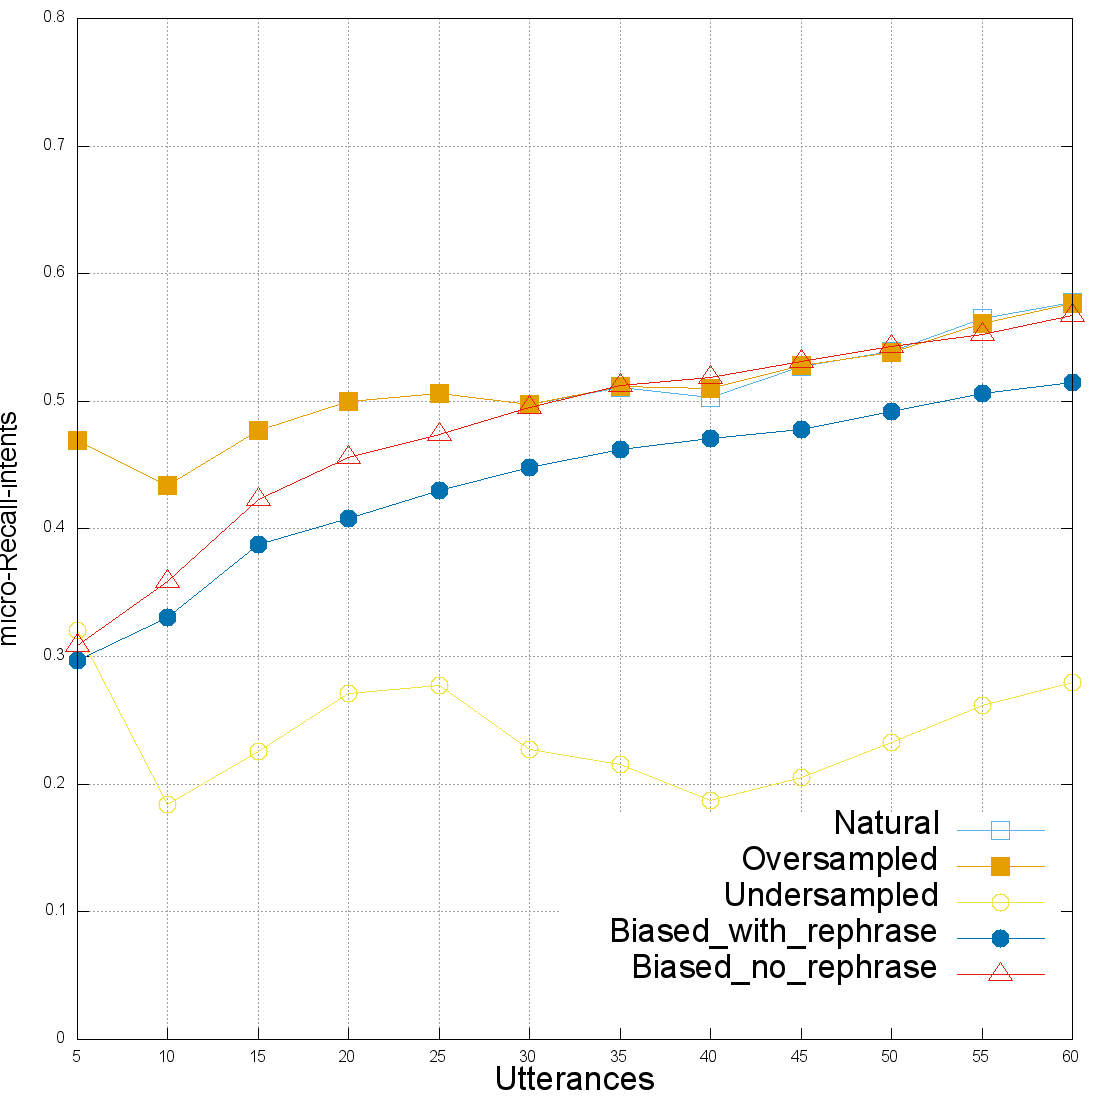 0.8
0.7
0.6
0.5
0.4
0.3
0.2
0.1
0
micro-Recall-intents
Natural
Oversampled
Undersampled
Biased_with_rephrase
Biased_no_rephrase
5 10 15 20 25 30 35 40 45 50 55 60
Utterances